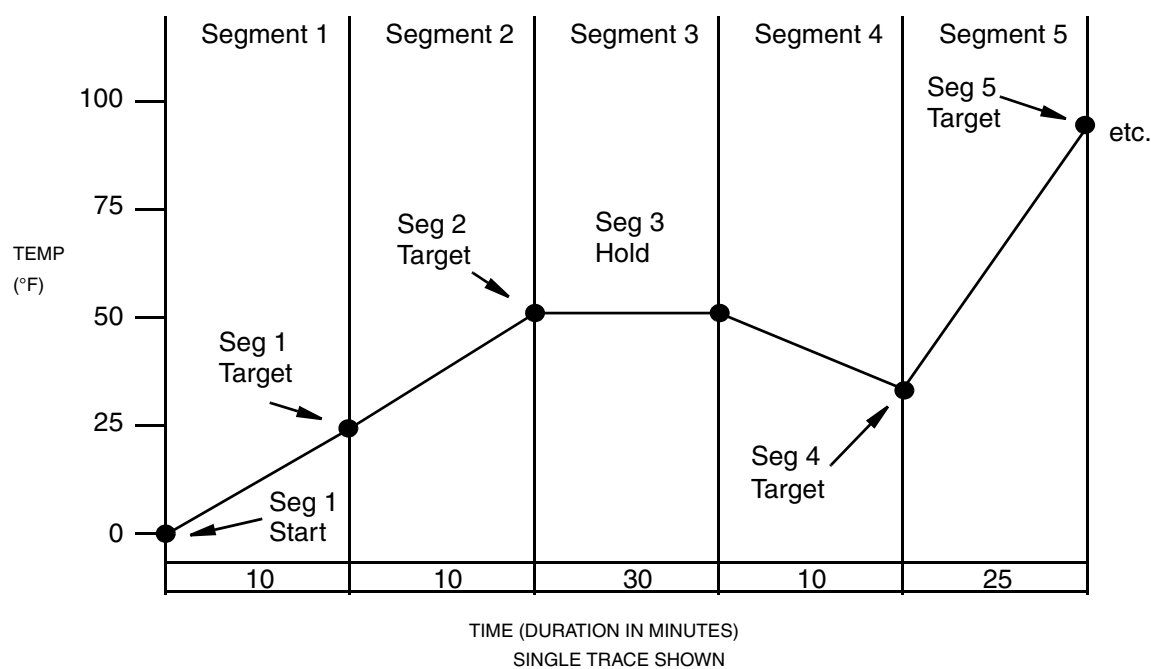 Segment 1
Segment 2
Segment 3
Segment 4
Segment 5
100
75
50
25
0
TEMP
(°F)
Seg 1
Start
Seg 1
Target
Seg 2
Target
Seg 3
Hold
Seg 4
Target
Seg 5
Target
etc.
10
10
30
10
25
TIME (DURATION IN MINUTES)
SINGLE TRACE SHOWN